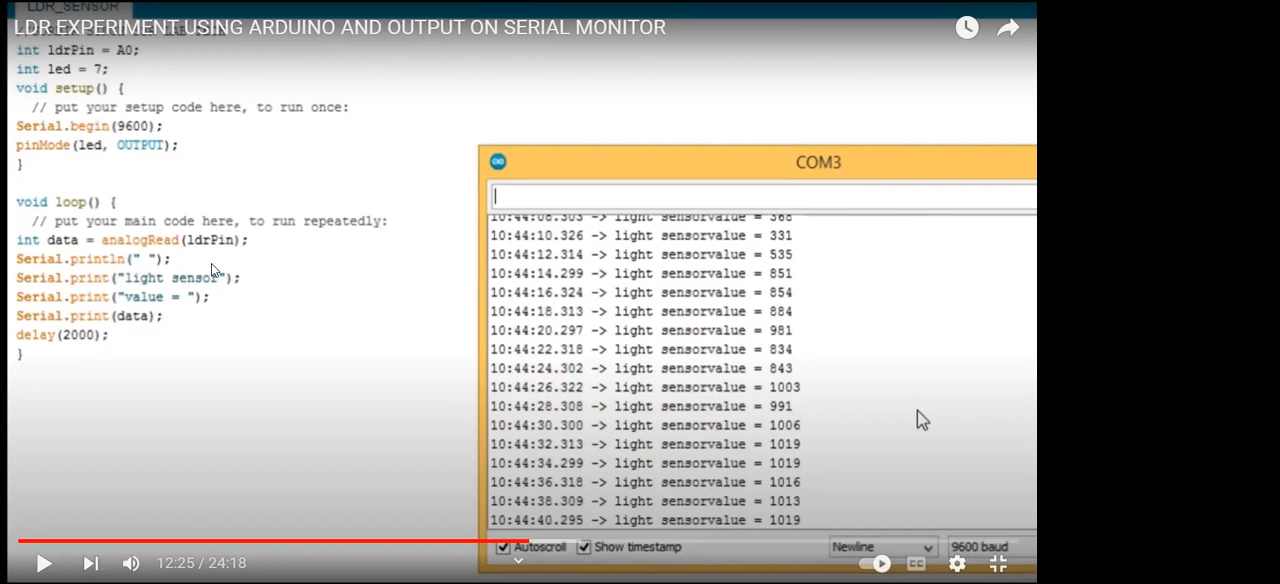 LDR_SENSOR
LDR EXPERIMENT USING ARDUINO AND OUTPUT ON SERIAL MONITOR
int ldrPin = A0;
int led = 7;
void setup() {
// put your setup code here, to run once:
Serial.begin(9600);
pinMode(led, OUTPUT);
}
void loop() {
// put your main code here, to run repeatedly:
int data = analogRead(ldrPin);
Serial.println(" ");
Serial.print("light sensor");
Serial.print("value = ");
Serial.print(data);
delay(2000);
}
COM3
10:44:08.303 -> light sensorvalue = 368
10:44:10.326 -> light sensorvalue = 331
10:44:12.314 -> light sensorvalue = 535
10:44:14.299 -> light sensorvalue = 851
10:44:16.324 -> light sensorvalue = 854
10:44:18.313 -> light sensorvalue = 884
10:44:20.297 -> light sensorvalue = 981
10:44:22.318 -> light sensorvalue = 834
10:44:24.302 -> light sensorvalue = 843
10:44:26.322 -> light sensorvalue = 1003
10:44:28.308 -> light sensorvalue = 991
10:44:30.300 -> light sensorvalue = 1006
10:44:32.313 -> light sensorvalue = 1019
10:44:34.299 -> light sensorvalue = 1019
10:44:36.318 -> light sensorvalue = 1016
10:44:38.309 -> light sensorvalue = 1013
10:44:40.295 -> light sensorvalue = 1019
Autoscroll Show timestamp Newline 9600 baud
12:25 / 24:18 CC